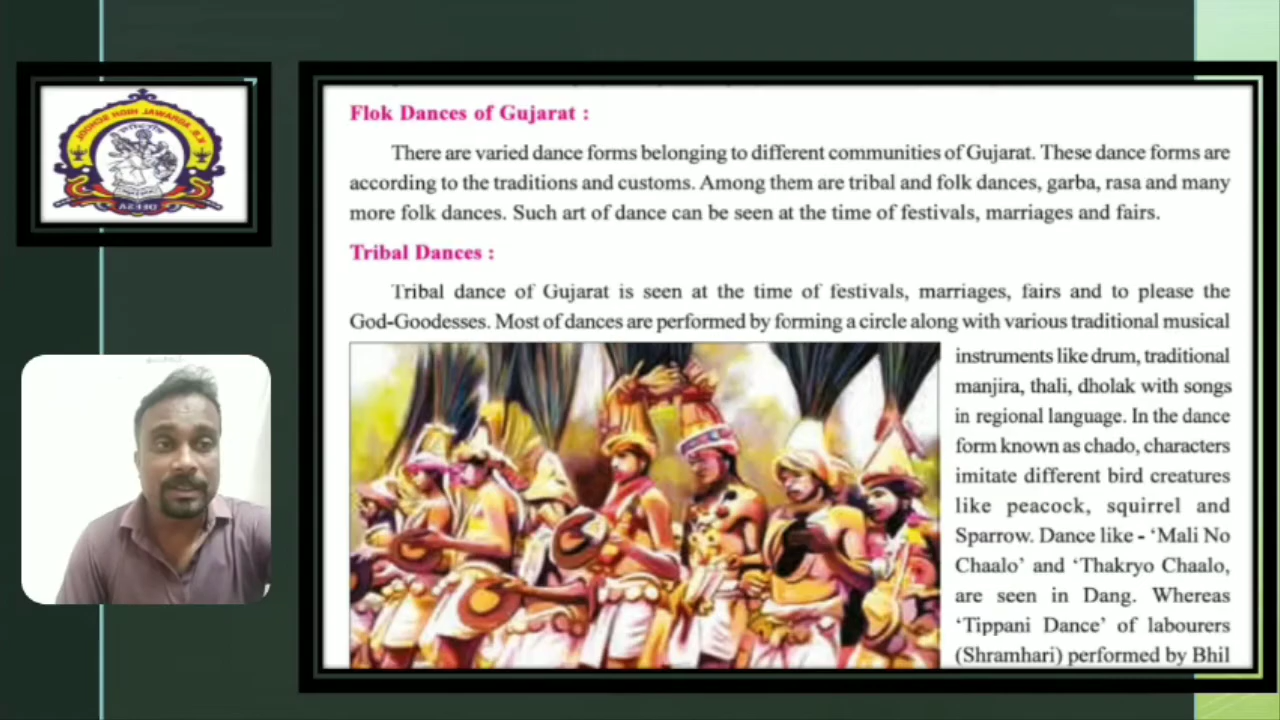 Flok Dances of Gujarat :
There are varied dance forms belonging to different communities of Gujarat. These dance forms are
according to the traditions and customs. Among them are tribal and folk dances, garba, rasa and many
more folk dances. Such art of dance can be seen at the time of festivals, marriages and fairs.
Tribal Dances :
Tribal dance of Gujarat is seen at the time of festivals, marriages, fairs and to please the
God-Goodesses. Most of dances are performed by forming a circle along with various traditional musical
instruments like drum, traditional
manjira, thali, dholak with songs
in regional language. In the dance
form known as chado, characters
imitate different bird creatures
like peacock, squirrel and
Sparrow. Dance like - ‘Mali No
Chaalo’ and ‘Thakryo Chaalo,
are seen in Dang. Whereas
‘Tippani Dance’ of labourers
(Shramhari) performed by Bhil
AGARWAL HIGH SCHOOL
DEESA